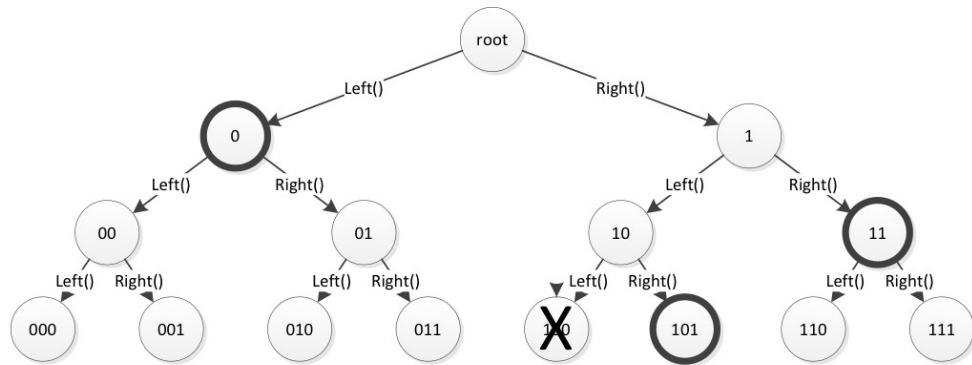 root
Left()
Right()
0
1
Left()
Right()
Left()
Right()
00
01
10
11
Left()
Right()
Left()
Right()
Left()
Right()
Left()
Right()
000
001
010
011
X
101
110
111